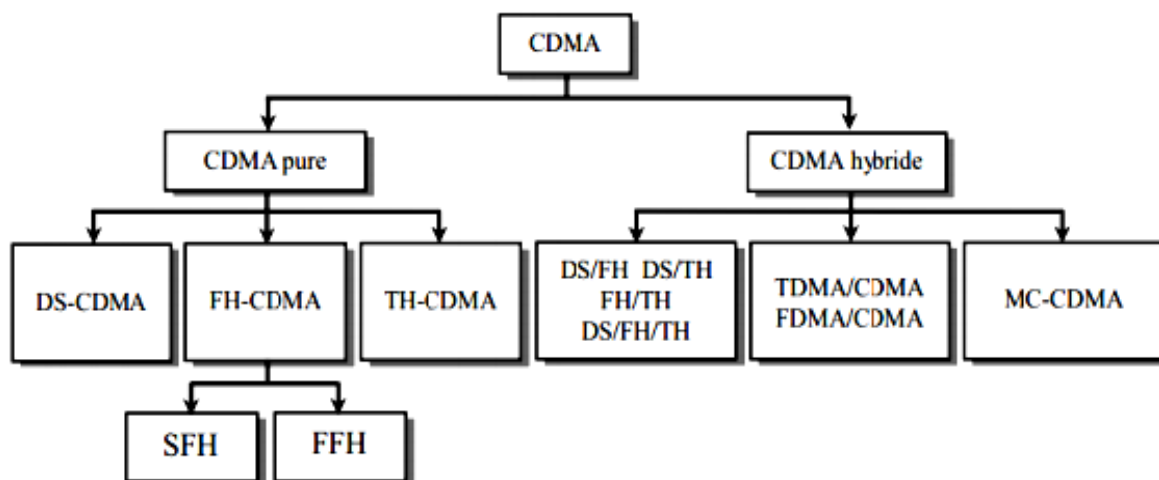 CDMA
CDMA pure
CDMA hybride
DS-CDMA
FH-CDMA
TH-CDMA
DS/FH DS/TH
FH/TH
DS/FH/TH
TDMA/CDMA
FDMA/CDMA
MC-CDMA
SFH
FFH